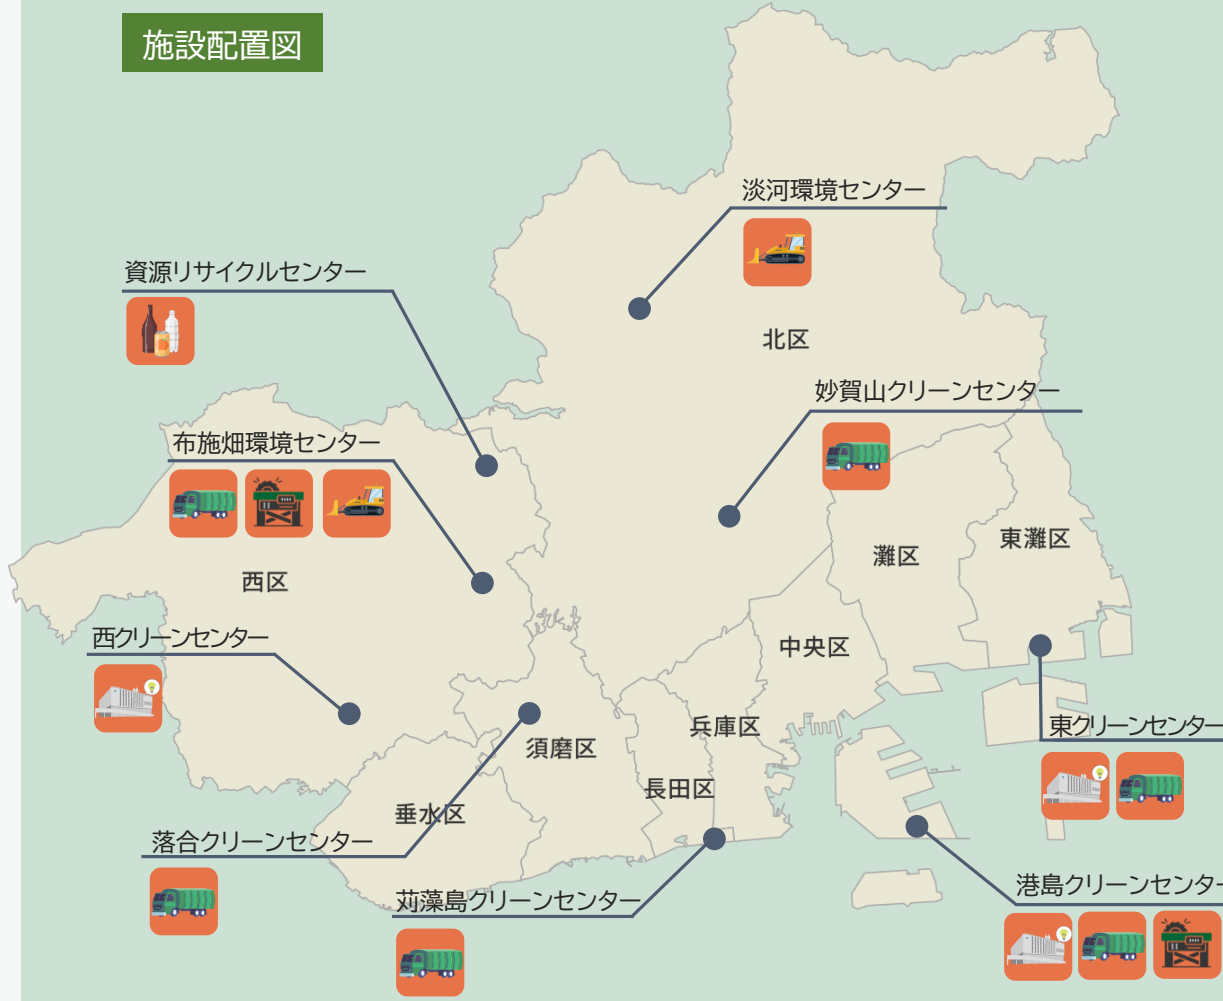 施設配置図
淡河環境センター
資源リサイクルセンター
北区
妙賀山クリーンセンター
布施畑環境センター
東灘区
灘区
西区
西クリーンセンター
中央区
東クリーンセンター
兵庫区
須磨区
長田区
垂水区
落合クリーンセンター
港島クリーンセンター
苅藻島クリーンセンター